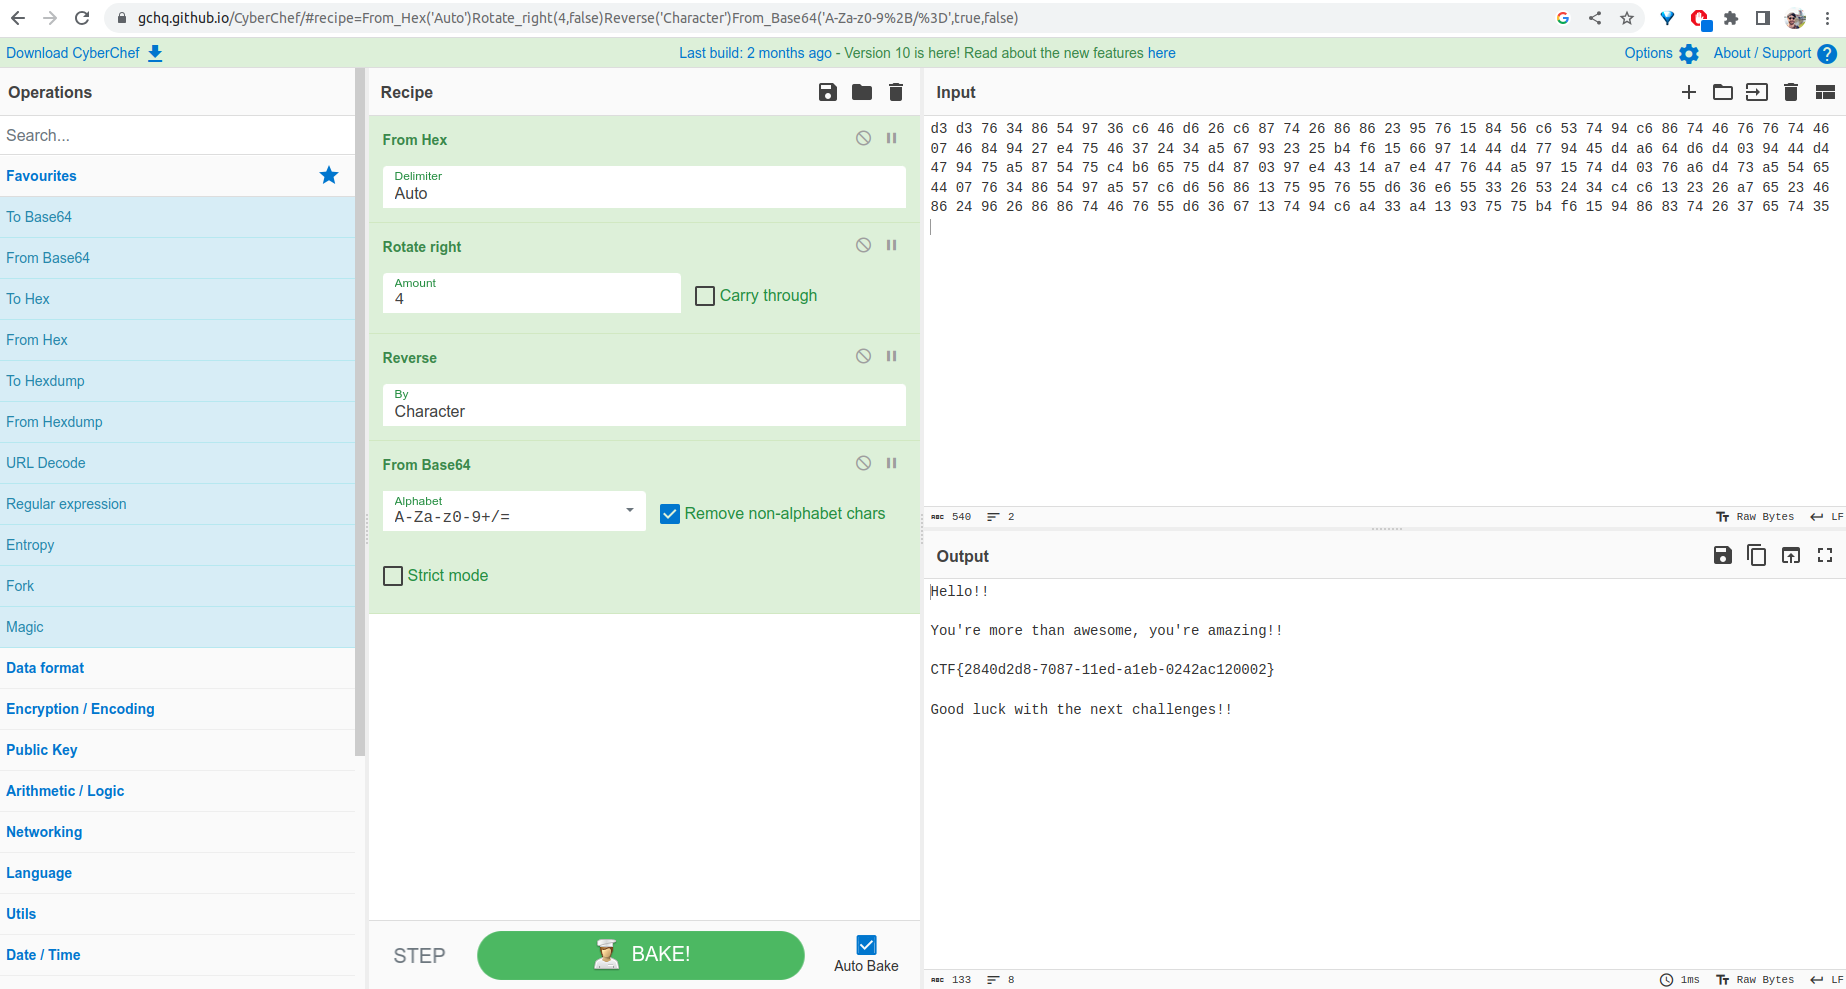 gchq.github.io/CyberChef/#recipe=From_Hex('Auto')Rotate_right(4,false)Reverse('Character')From_Base64('A-Za-z0-9%2B/%3D',true,false)
Download CyberChef
Last build: 2 months ago - Version 10 is here! Read about the new features here
Options
About / Support
Operations
Search...
Favourites
To Base64
From Base64
To Hex
From Hex
To Hexdump
From Hexdump
URL Decode
Regular expression
Entropy
Fork
Magic
Data format
Encryption / Encoding
Public Key
Arithmetic / Logic
Networking
Language
Utils
Date / Time
Recipe
From Hex
Delimiter
Auto
Rotate right
Amount
4
Carry through
Reverse
By
Character
From Base64
Alphabet
A-Za-z0-9+/=
Remove non-alphabet chars
Strict mode
STEP
BAKE!
Auto Bake
Input
d3 d3 76 34 86 54 97 36 c6 46 d6 26 c6 87 74 26 86 86 23 95 76 15 84 56 c6 53 74 94 c6 86 74 46 76 76 74 46
07 46 84 94 27 e4 75 46 37 24 34 a5 67 93 23 25 b4 f6 15 66 97 14 44 d4 77 94 45 d4 a6 64 d6 d4 03 94 44 d4
47 94 75 a5 87 54 75 c4 b6 65 75 d4 87 03 97 e4 43 14 a7 e4 47 76 44 a5 97 15 74 d4 03 76 a6 d4 73 a5 54 65
44 07 76 34 86 54 97 a5 57 c6 d6 56 86 13 75 95 76 55 d6 36 e6 55 33 26 53 24 34 c4 c6 13 23 26 a7 65 23 46
86 24 96 26 86 86 74 46 76 55 d6 36 67 13 74 94 c6 a4 33 a4 13 93 75 75 b4 f6 15 94 86 83 74 26 37 65 74 35
ABC 540
2
Raw Bytes
LF
Output
Hello!!
You're more than awesome, you're amazing!!
CTF{2840d2d8-7087-11ed-a1eb-0242ac120002}
Good luck with the next challenges!!
ABC 133
8
1ms
Raw Bytes
LF